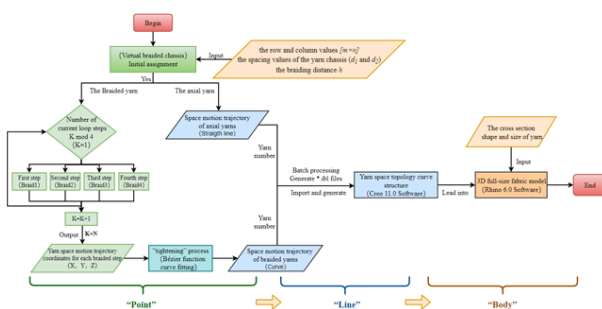 Begin
(Virtual braided chassis)
Initial assignment
Input
the row and column values [m×n]
the spacing values of the yarn chassis (d₁ and d₂)
the braiding distance h
Yes
The Braided yarn
The axial yarn
Number of
current loop steps
K mod 4
(K=1)
Space motion trajectory
of axial yarns
(Straigth line)
The cross section
shape and size of yarn
First step
(Braid1)
Second step
(Braid2)
Third step
(Braid3)
Fourth step
(Braid4)
Yarn
number
Batch processing
Generate *.ibl files
Import and generate
Yarn space topology curve
structure
(Creo 11.0 Software)
Lead into
Input
3D full-size fabric model
(Rhino 6.0 Software)
End
K=K+1
Output
K=N
Yarn
number
Yarn space motion trajectory
coordinates for each braided step
(X, Y, Z)
"tightening" process
(Bézier function
curve fitting)
Space motion trajectory
of braided yarns
(Curve)
"Point"
"Line"
"Body"